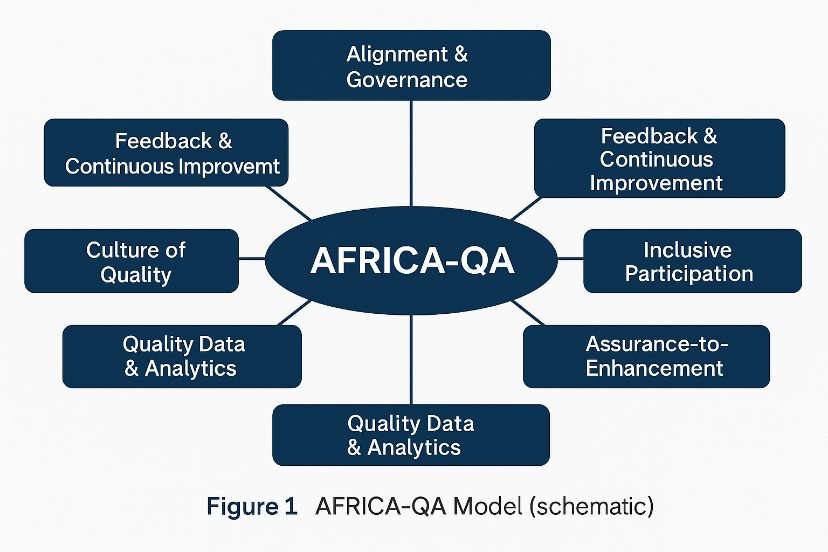 Alignment &
Governance
Feedback &
Continuous Improvemt
Feedback &
Continuous
Improvement
Culture of
Quality
AFRICA-QA
Inclusive
Participation
Quality Data
& Analytics
Assurance-to-
Enhancement
Quality Data
& Analytics
Figure 1 AFRICA-QA Model (schematic)